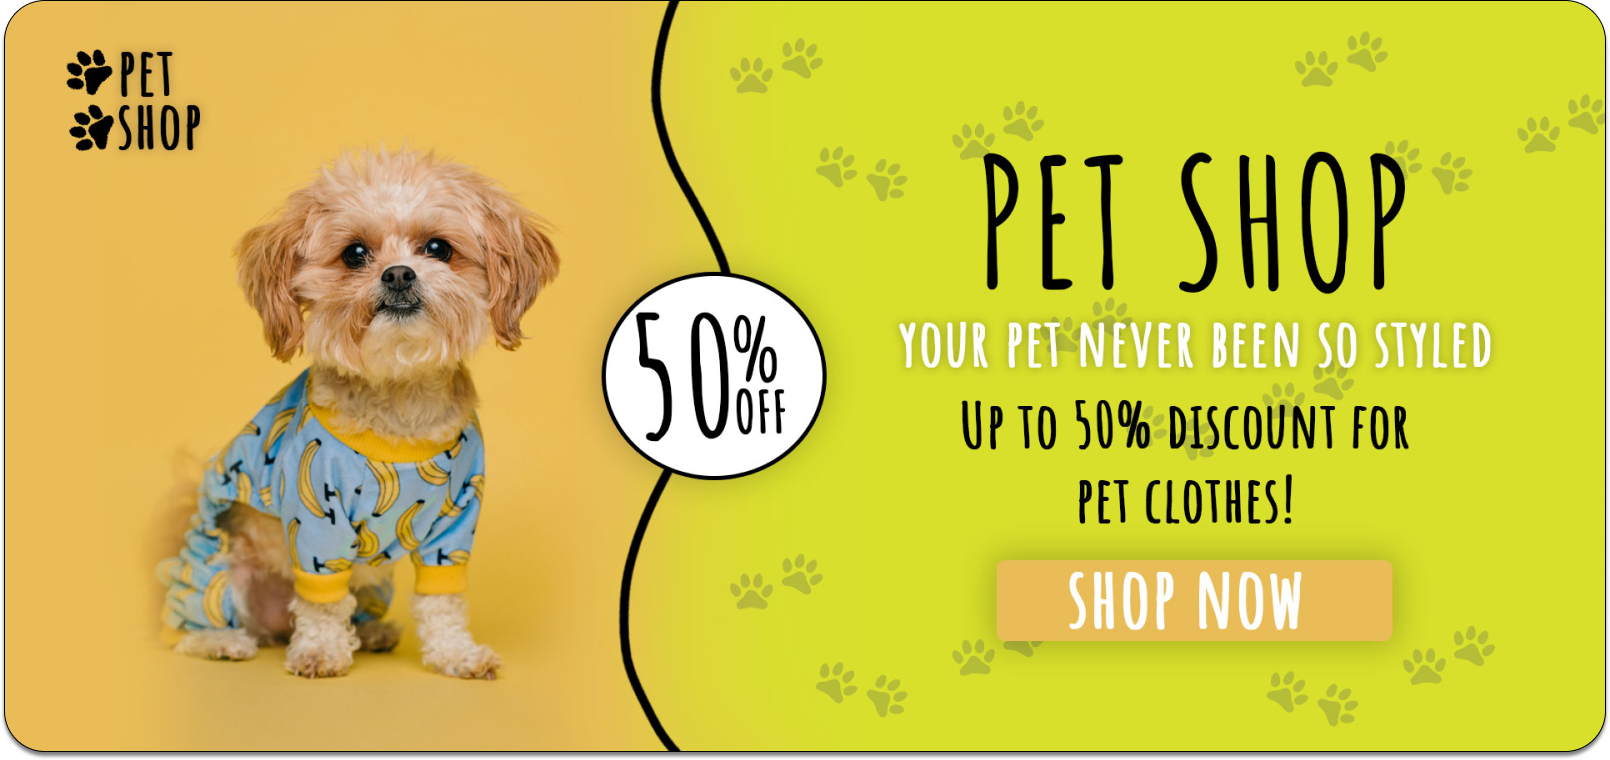 PET
SHOP
50%
OFF
PET SHOP
YOUR PET NEVER BEEN SO STYLED
UP TO 50% DISCOUNT FOR
PET CLOTHES!
SHOP NOW